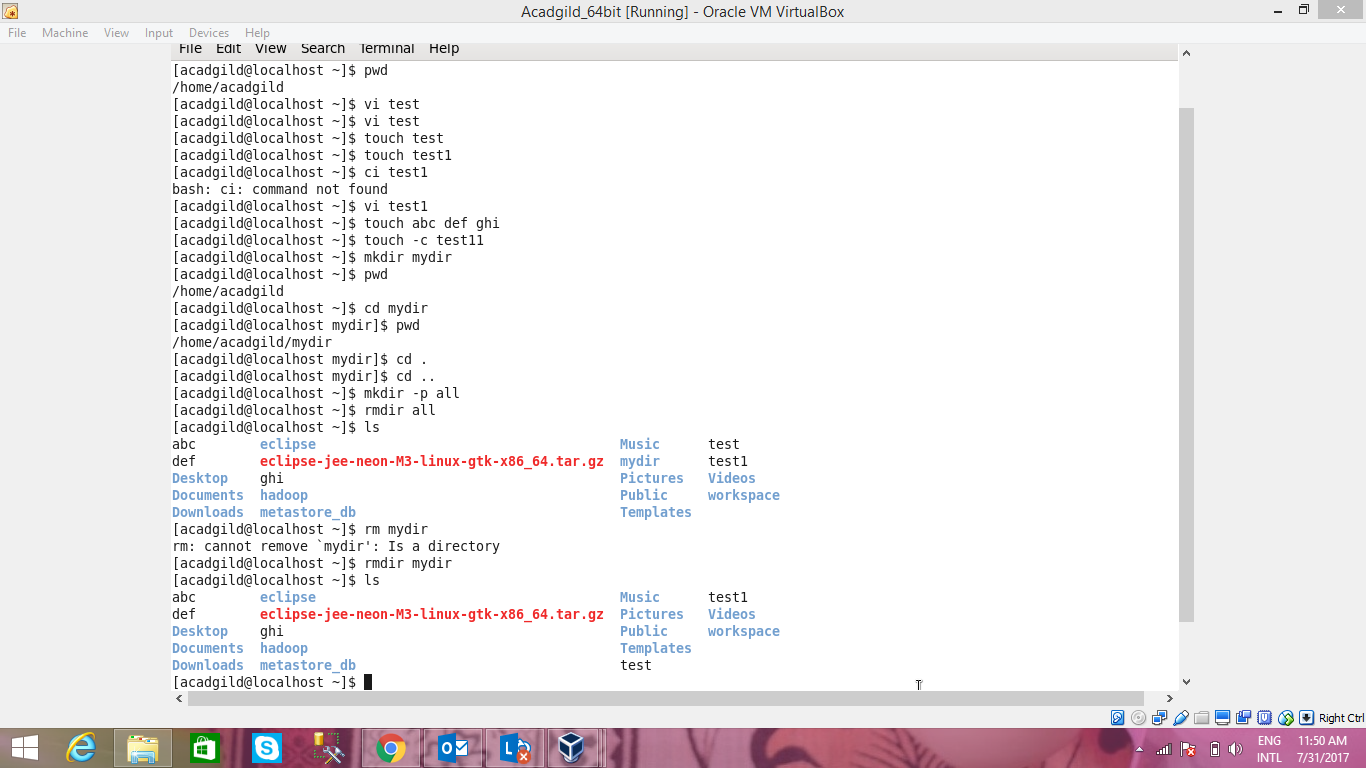 Acadgild_64bit [Running] - Oracle VM VirtualBox
File Machine View Input Devices Help
File Edit View Search Terminal Help
[acadgild@localhost ~]$ pwd
/home/acadgild
[acadgild@localhost ~]$ vi test
[acadgild@localhost ~]$ vi test
[acadgild@localhost ~]$ touch test
[acadgild@localhost ~]$ touch test1
[acadgild@localhost ~]$ ci test1
bash: ci: command not found
[acadgild@localhost ~]$ vi test1
[acadgild@localhost ~]$ touch abc def ghi
[acadgild@localhost ~]$ touch -c test11
[acadgild@localhost ~]$ mkdir mydir
[acadgild@localhost ~]$ pwd
/home/acadgild
[acadgild@localhost ~]$ cd mydir
[acadgild@localhost mydir]$ pwd
/home/acadgild/mydir
[acadgild@localhost mydir]$ cd .
[acadgild@localhost mydir]$ cd ..
[acadgild@localhost ~]$ mkdir -p all
[acadgild@localhost ~]$ rmdir all
[acadgild@localhost ~]$ ls
abc eclipse Music test
def eclipse-jee-neon-M3-linux-gtk-x86_64.tar.gz mydir test1
Desktop ghi Pictures Videos
Documents hadoop Public workspace
Downloads metastore_db Templates
[acadgild@localhost ~]$ rm mydir
rm: cannot remove `mydir': Is a directory
[acadgild@localhost ~]$ rmdir mydir
[acadgild@localhost ~]$ ls
abc eclipse Music test1
def eclipse-jee-neon-M3-linux-gtk-x86_64.tar.gz Pictures Videos
Desktop ghi Public workspace
Documents hadoop Templates
Downloads metastore_db test
[acadgild@localhost ~]$
Right Ctrl
ENG 11:50 AM
INTL 7/31/2017